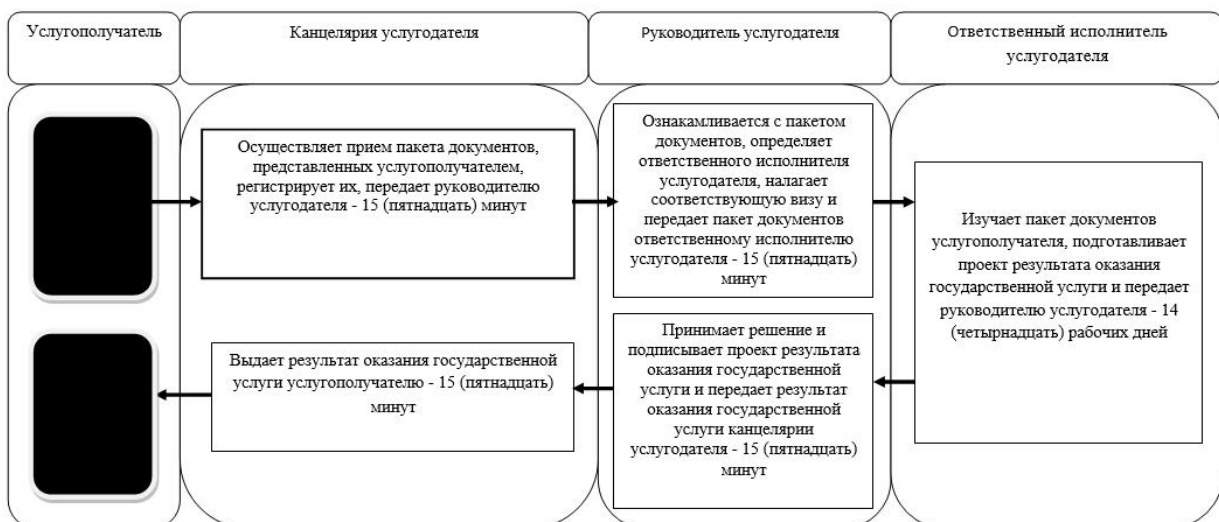 Услугополучатель
Канцелярия услугодателя
Руководитель услугодателя
Ответственный исполнитель
услугодателя
Осуществляет прием пакета документов,
представленных услугополучателем,
регистрирует их, передает руководителю
услугодателя - 15 (пятнадцать) минут
Ознакамливается с пакетом
документов, определяет
ответственного исполнителя
услугодателя, налагает
соответствующую визу и
передает пакет документов
ответственному исполнителю
услугодателя - 15 (пятнадцать)
минут
Изучает пакет документов
услугополучателя, подготавливает
проект результата оказания
государственной услуги и передает
руководителю услугодателя - 14
(четырнадцать) рабочих дней
Принимает решение и
подписывает проект результата
оказания государственной
услуги и передает результат
оказания государственной
услуги канцелярии
услугодателя - 15 (пятнадцать)
минут
Выдает результат оказания государственной
услуги услугополучателю - 15 (пятнадцать)
минут